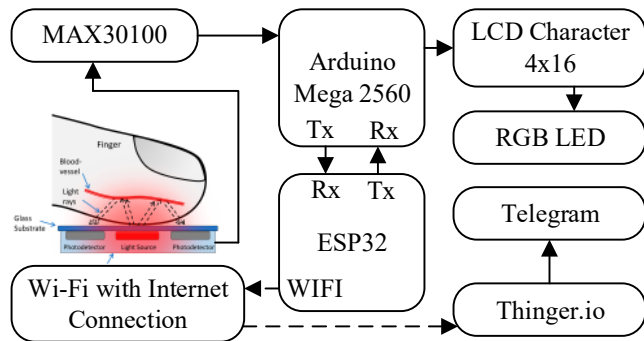 MAX30100
Arduino
Mega 2560
Tx Rx
LCD Character
4x16
RGB LED
Finger
Blood-
vessel
Light
rays
Glass
Substrate
Photodetector Light Source Photodetector
Rx Tx
ESP32
WIFI
Telegram
Wi-Fi with Internet
Connection
Thinger.io